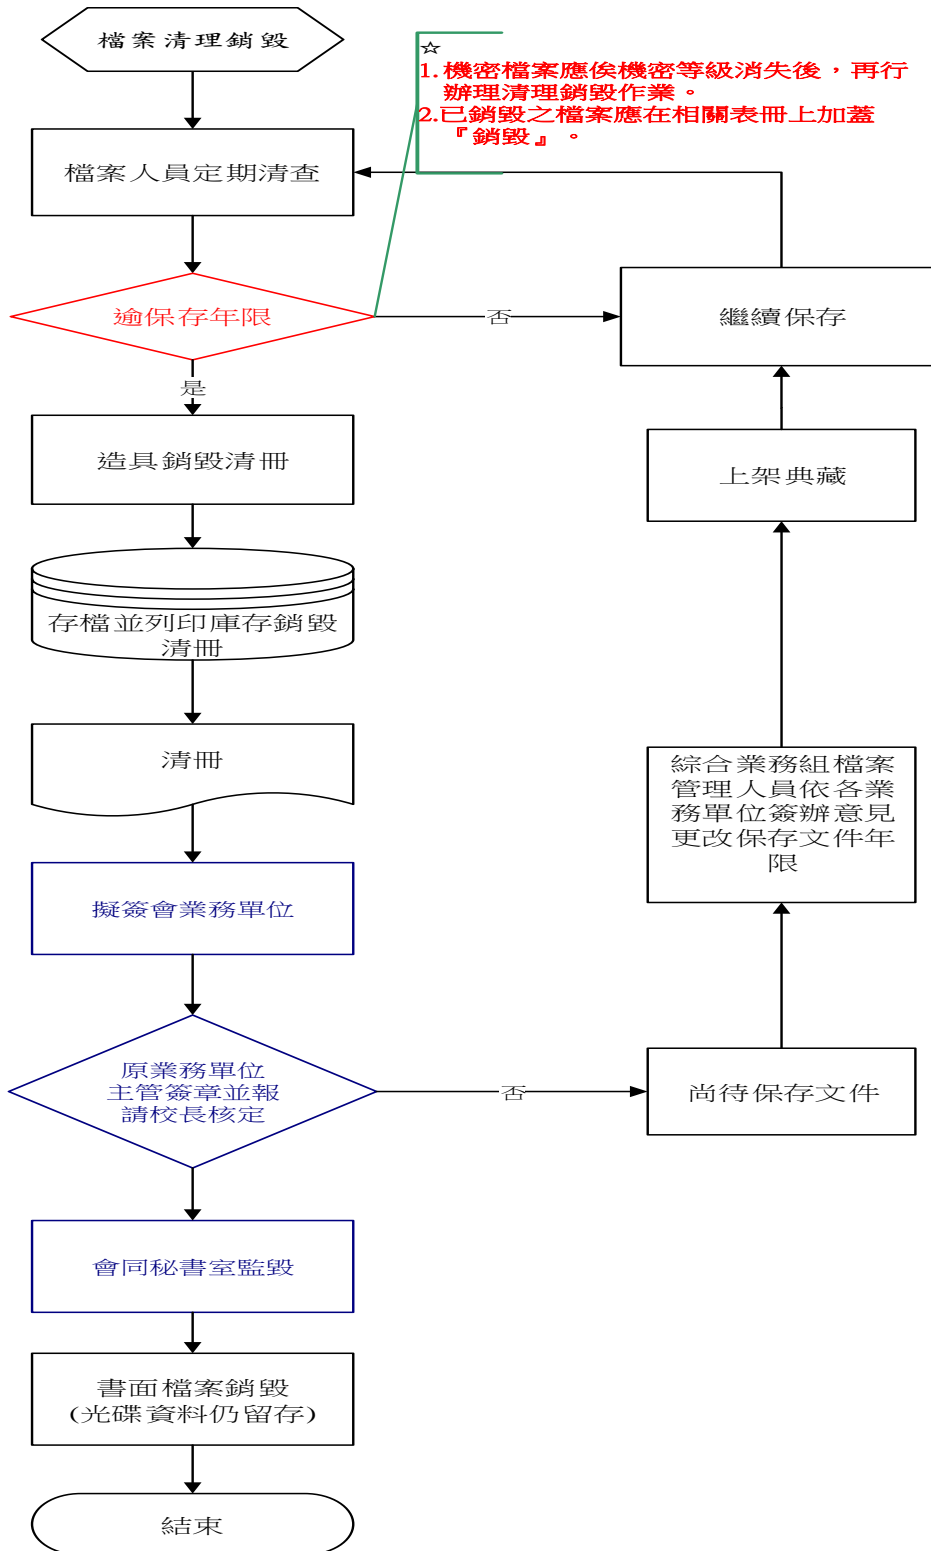 檔案清理銷毀
☆
1.機密檔案應俟機密等級消失後，再行
辦理清理銷毀作業。
2.已銷毀之檔案應在相關表冊上加蓋
『銷毀』。
檔案人員定期清查
逾保存年限
否
繼續保存
是
造具銷毀清冊
上架典藏
存檔並列印庫存銷毀
清冊
清冊
綜合業務組檔案
管理人員依各業
務單位簽辦意見
更改保存文件年
限
擬簽會業務單位
原業務單位
主管簽章並報
請校長核定
否
尚待保存文件
會同秘書室監毀
書面檔案銷毀
(光碟資料仍留存)
結束